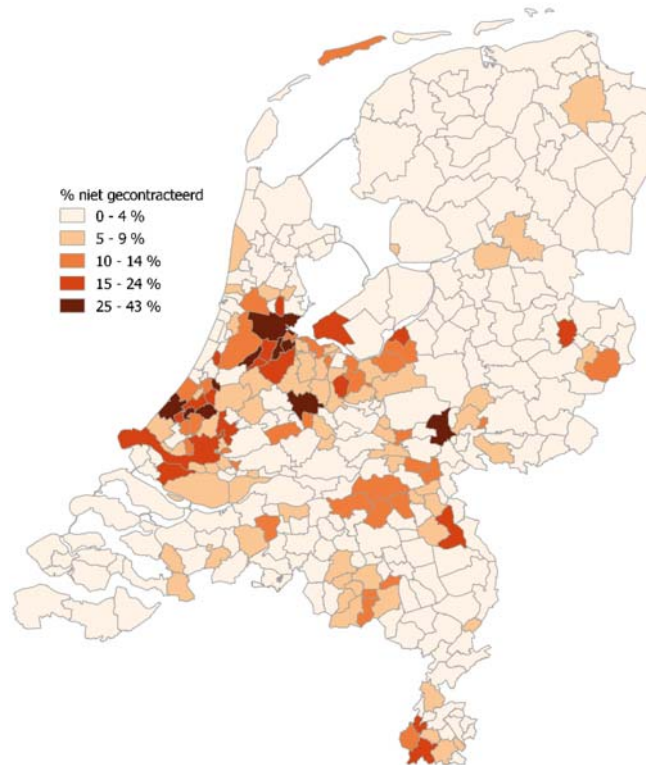 % niet gecontracteerd
0 - 4 %
5 - 9 %
10 - 14 %
15 - 24 %
25 - 43 %